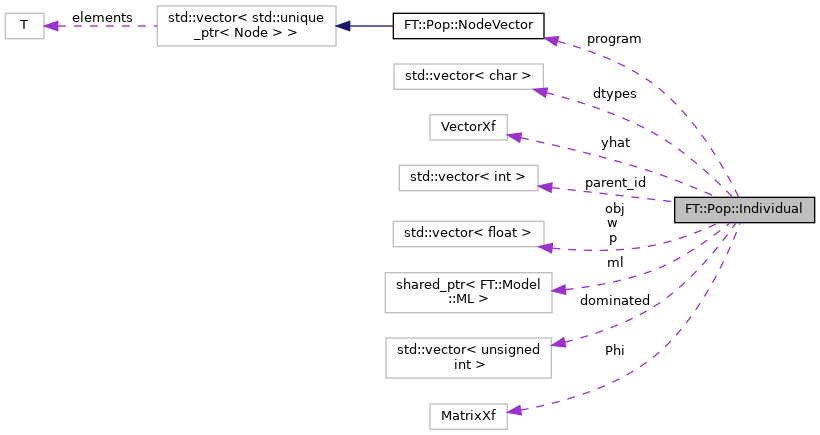 T
elements
std::vector< std::unique
_ptr< Node > >
FT::Pop::NodeVector
program
std::vector< char >
dtypes
VectorXf
yhat
std::vector< int >
parent_id
FT::Pop::Individual
std::vector< float >
obj
w
p
shared_ptr< FT::Model
::ML >
ml
dominated
std::vector< unsigned
int >
Phi
MatrixXf